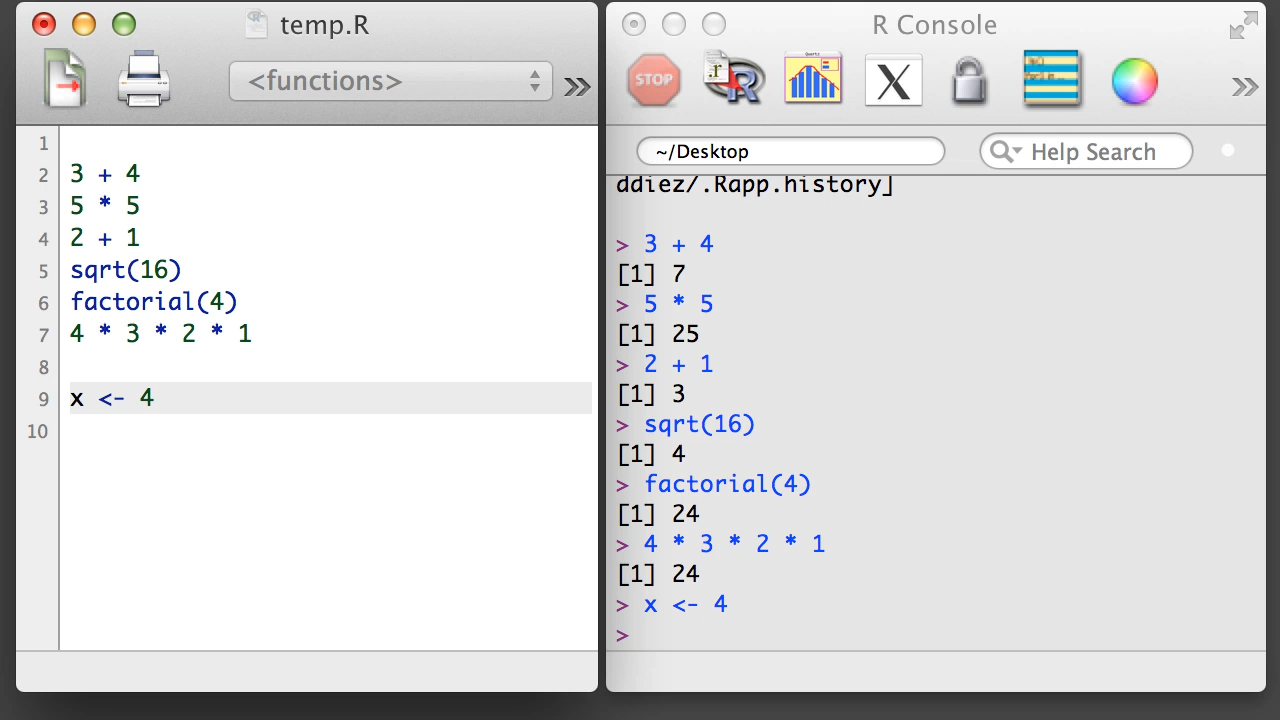 temp.R
<functions>
1
2 3 + 4
3 5 * 5
4 2 + 1
5 sqrt(16)
6 factorial(4)
7 4 * 3 * 2 * 1
8
9 x <- 4
10
R Console
STOP
R
X
~/Desktop
Help Search
ddiez/.Rapp.history]
> 3 + 4
[1] 7
> 5 * 5
[1] 25
> 2 + 1
[1] 3
> sqrt(16)
[1] 4
> factorial(4)
[1] 24
> 4 * 3 * 2 * 1
[1] 24
> x <- 4
>